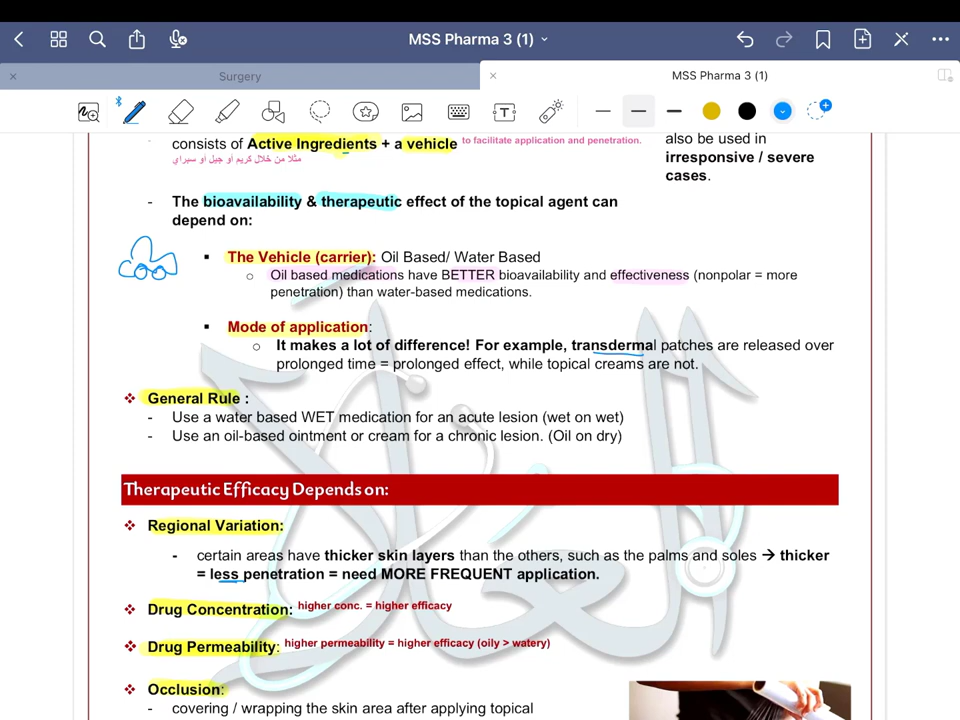 MSS Pharma 3 (1)
Surgery
MSS Pharma 3 (1)
consists of Active Ingredients + a vehicle to facilitate application and penetration.
مثلا من خلال كريم أو جيل أو سبراي
also be used in
irresponsive / severe
cases.
- The bioavailability & therapeutic effect of the topical agent can
depend on:
▪ The Vehicle (carrier): Oil Based/ Water Based
o Oil based medications have BETTER bioavailability and effectiveness (nonpolar = more
penetration) than water-based medications.
▪ Mode of application:
o It makes a lot of difference! For example, transdermal patches are released over
prolonged time = prolonged effect, while topical creams are not.
❖ General Rule :
- Use a water based WET medication for an acute lesion (wet on wet)
- Use an oil-based ointment or cream for a chronic lesion. (Oil on dry)
Therapeutic Efficacy Depends on:
❖ Regional Variation:
- certain areas have thicker skin layers than the others, such as the palms and soles → thicker
= less penetration = need MORE FREQUENT application.
❖ Drug Concentration: higher conc. = higher efficacy
❖ Drug Permeability: higher permeability = higher efficacy (oily > watery)
❖ Occlusion:
- covering / wrapping the skin area after applying topical